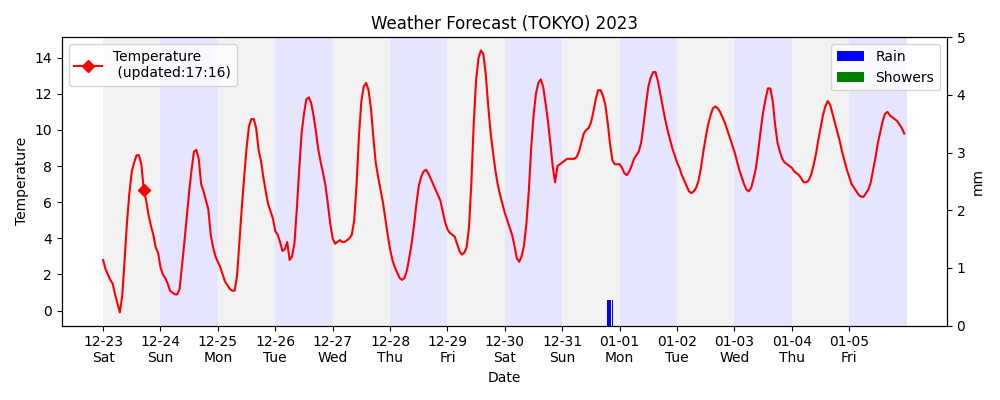 Weather Forecast (TOKYO) 2023
Temperature
(updated:17:16)
Rain
Showers
14
12
10
8
6
4
2
0
Temperature
5
4
3
2
1
0
mm
12-23 12-24 12-25 12-26 12-27 12-28 12-29 12-30 12-31 01-01 01-02 01-03 01-04 01-05
Sat Sun Mon Tue Wed Thu Fri Sat Sun Mon Tue Wed Thu Fri
Date